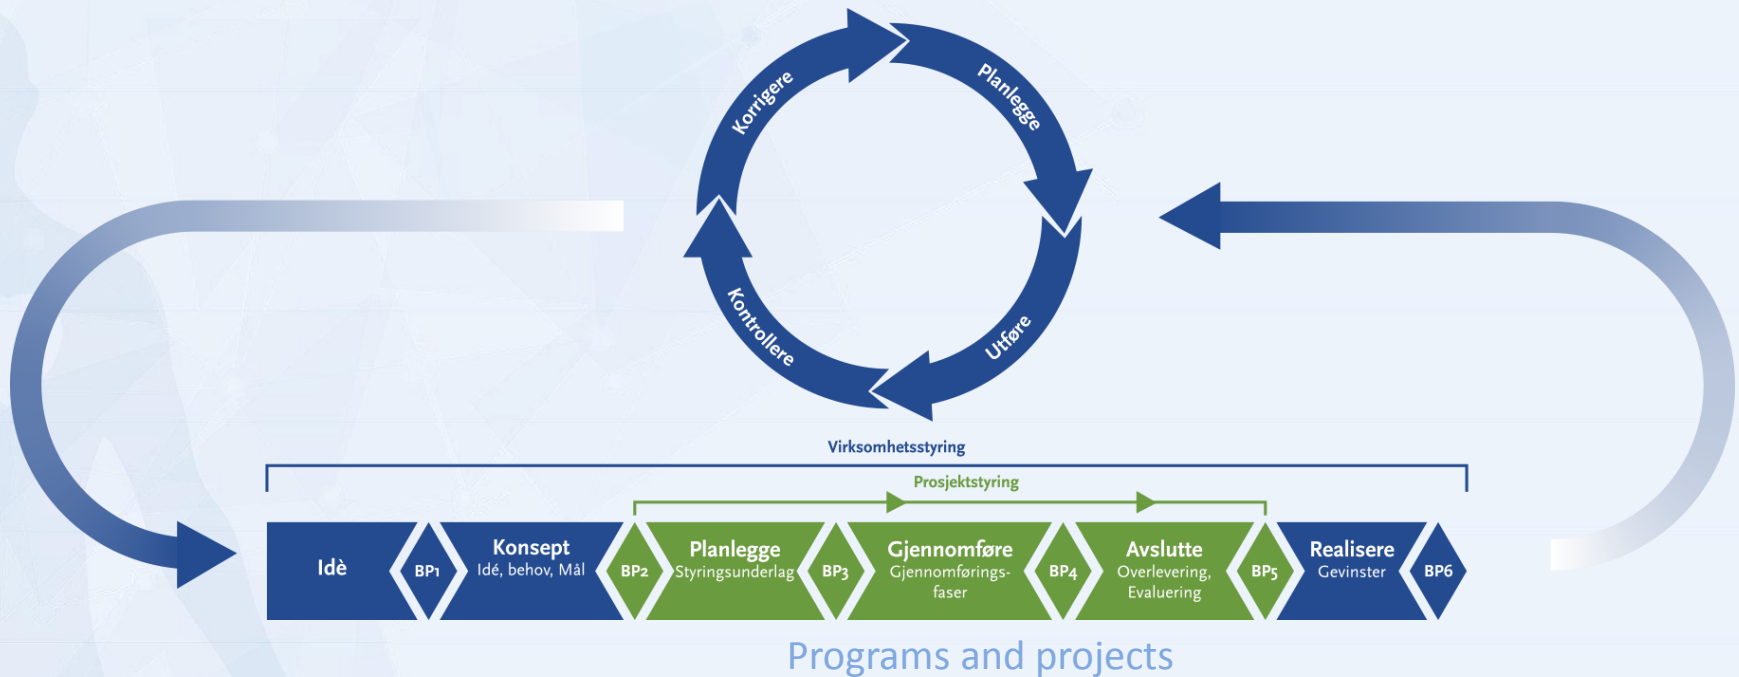 Korrigere
Planlegge
Kontrollere
Utføre
Virksomhetsstyring
Prosjektstyring
Idè
BP1
Konsept
Idé, behov, Mål
BP2
Planlegge
Styringsunderlag
BP3
Gjennomføre
Gjennomførings-
faser
BP4
Avslutte
Overlevering,
Evaluering
BP5
Realisere
Gevinster
BP6
Programs and projects